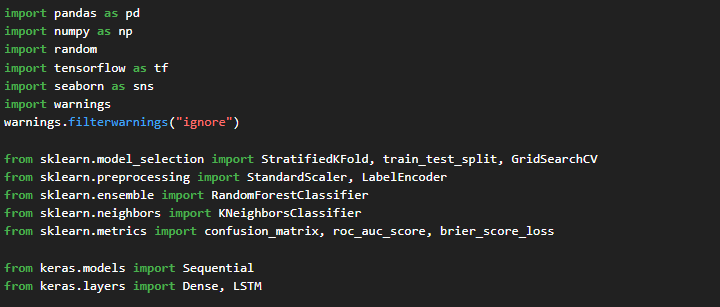 import pandas as pd
import numpy as np
import random
import tensorflow as tf
import seaborn as sns
import warnings
warnings.filterwarnings("ignore")
from sklearn.model_selection import StratifiedKFold, train_test_split, GridSearchCV
from sklearn.preprocessing import StandardScaler, LabelEncoder
from sklearn.ensemble import RandomForestClassifier
from sklearn.neighbors import KNeighborsClassifier
from sklearn.metrics import confusion_matrix, roc_auc_score, brier_score_loss
from keras.models import Sequential
from keras.layers import Dense, LSTM